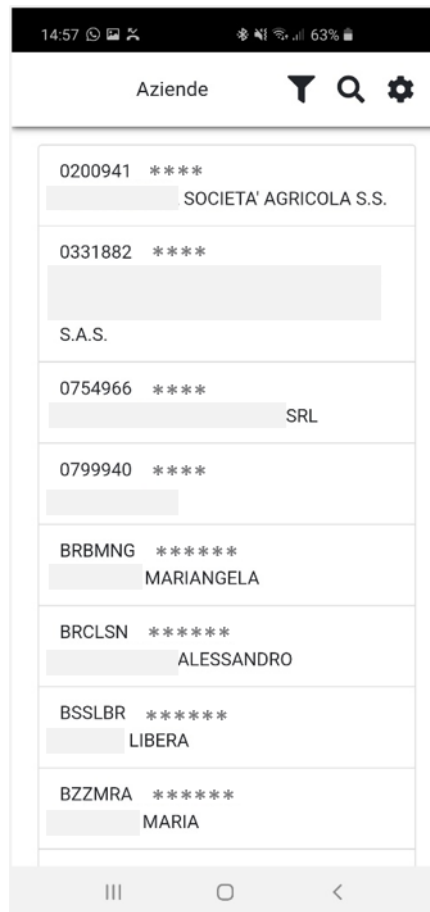 14:57 63%
Aziende
0200941 ****
SOCIETA' AGRICOLA S.S.
0331882 ****
S.A.S.
0754966 ****
SRL
0799940 ****
BRBMNG ******
MARIANGELA
BRCLSN ******
ALESSANDRO
BSSLBR ******
LIBERA
BZZMRA ******
MARIA